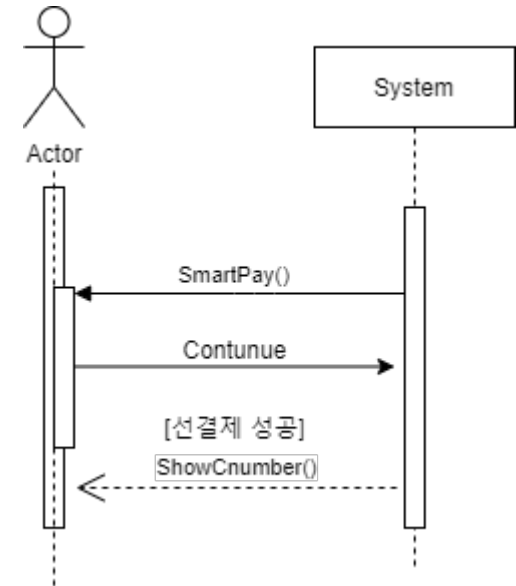 System
Actor
SmartPay()
Contunue
[선결제 성공]
ShowCnumber()